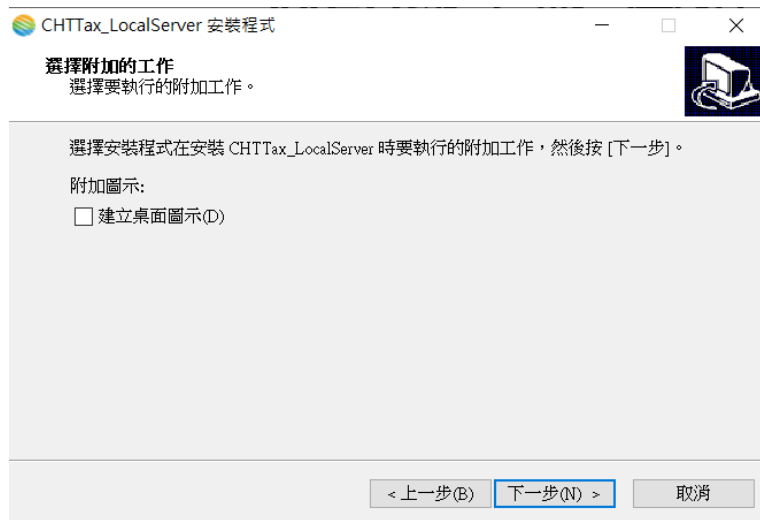 CHTTax_LocalServer 安裝程式
選擇附加的工作
選擇要執行的附加工作。
選擇安裝程式在安裝 CHTTax_LocalServer 時要執行的附加工作，然後按 [下一步]。
附加圖示:
建立桌面圖示(D)
< 上一步(B)
下一步(N) >
取消